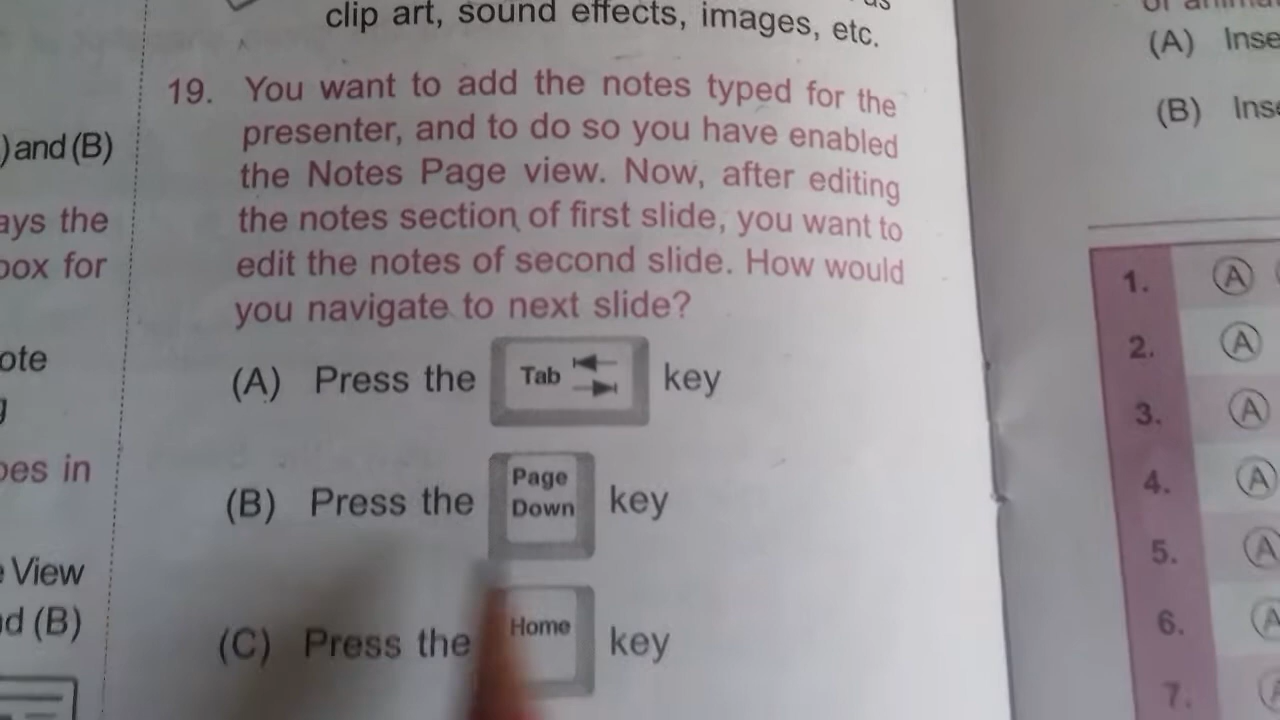 ) and (B)
ays the
box for
ote
g
pes in
View
nd (B)
clip art, sound effects, images, etc.
19. You want to add the notes typed for the
presenter, and to do so you have enabled
the Notes Page view. Now, after editing
the notes section of first slide, you want to
edit the notes of second slide. How would
you navigate to next slide?
(A) Press the Tab key
(B) Press the Page
Down key
(C) Press the Home key
(A) Inse
(B) Inse
1. A
2. A
3. A
4. A
5. A
6. A
7.